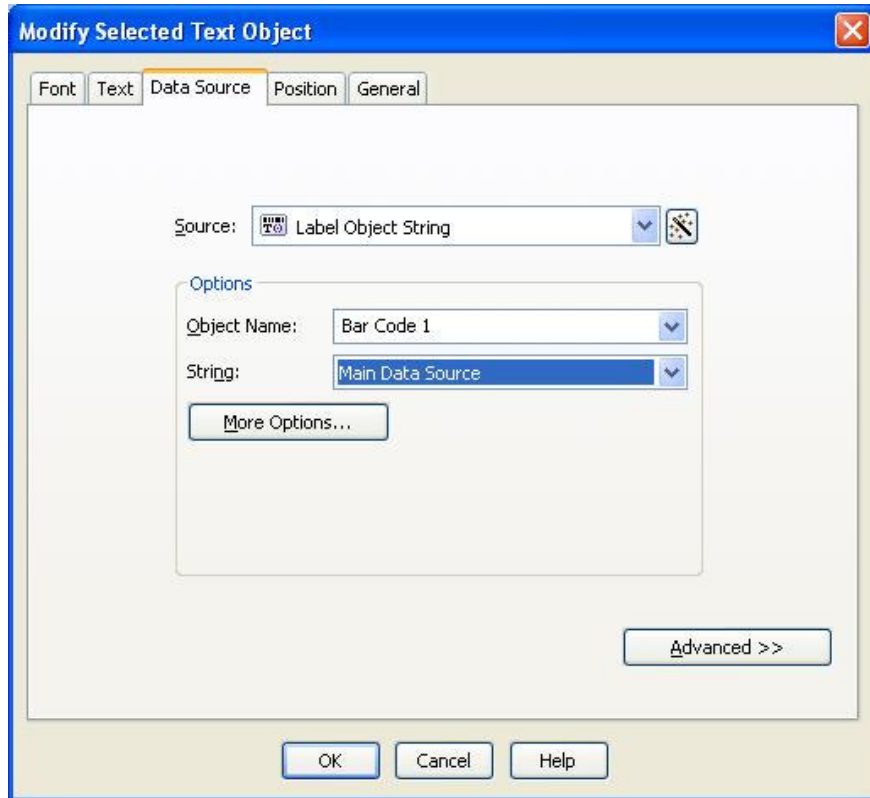 Modify Selected Text Object
Font Text Data Source Position General
Source: Label Object String
Options
Object Name: Bar Code 1
String: Main Data Source
More Options...
Advanced >>
OK Cancel Help